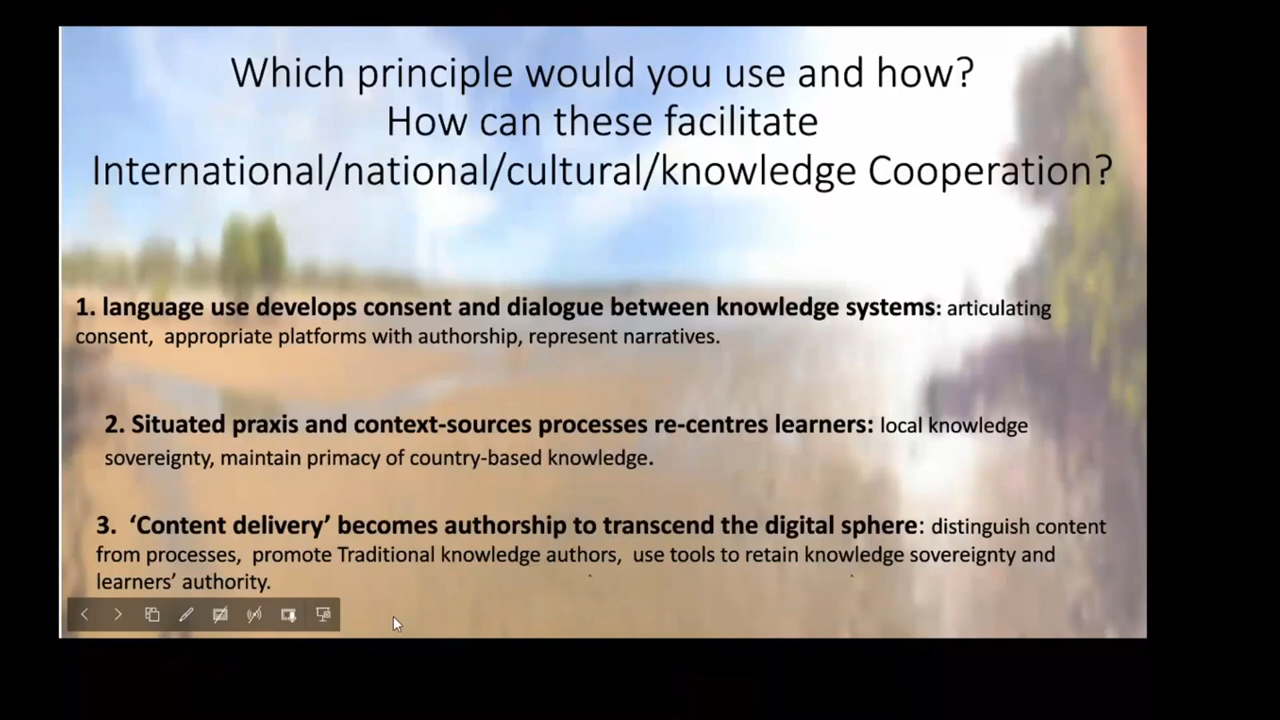 Which principle would you use and how?
How can these facilitate
International/national/cultural/knowledge Cooperation?
1. language use develops consent and dialogue between knowledge systems: articulating
consent,  appropriate platforms with authorship, represent narratives.
2. Situated praxis and context-sources processes re-centres learners: local knowledge
sovereignty, maintain primacy of country-based knowledge.
3.  ‘Content delivery’ becomes authorship to transcend the digital sphere: distinguish content
from processes,  promote Traditional knowledge authors,  use tools to retain knowledge sovereignty and
learners’ authority.